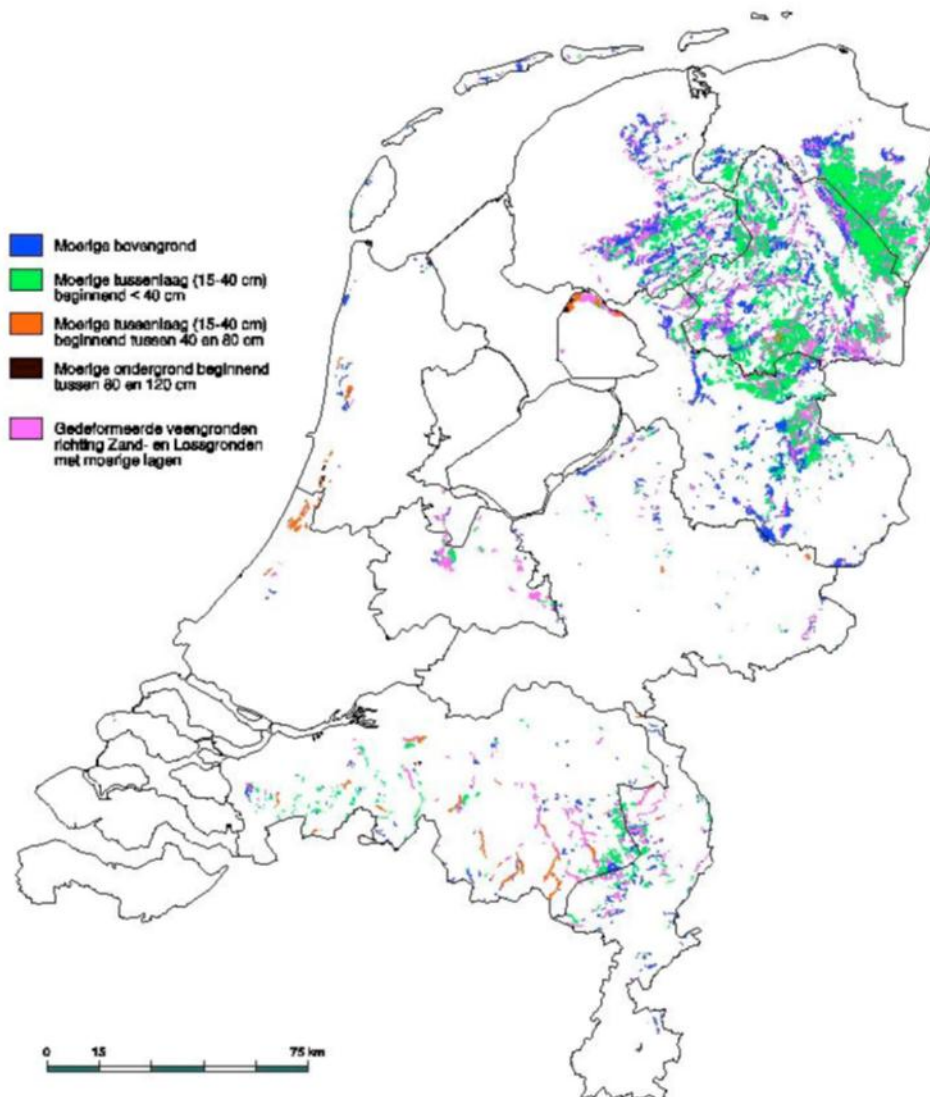 Moerige bovengrond
Moerige tussenlaag (15-40 cm)
beginnend < 40 cm
Moerige tussenlaag (15-40 cm)
beginnend tussen 40 en 80 cm
Moerige ondergrond beginnend
tussen 80 en 120 cm
Gedeformeerde veengronden
richting Zand- en Lossgronden
met moerige lagen
0 15 75 km